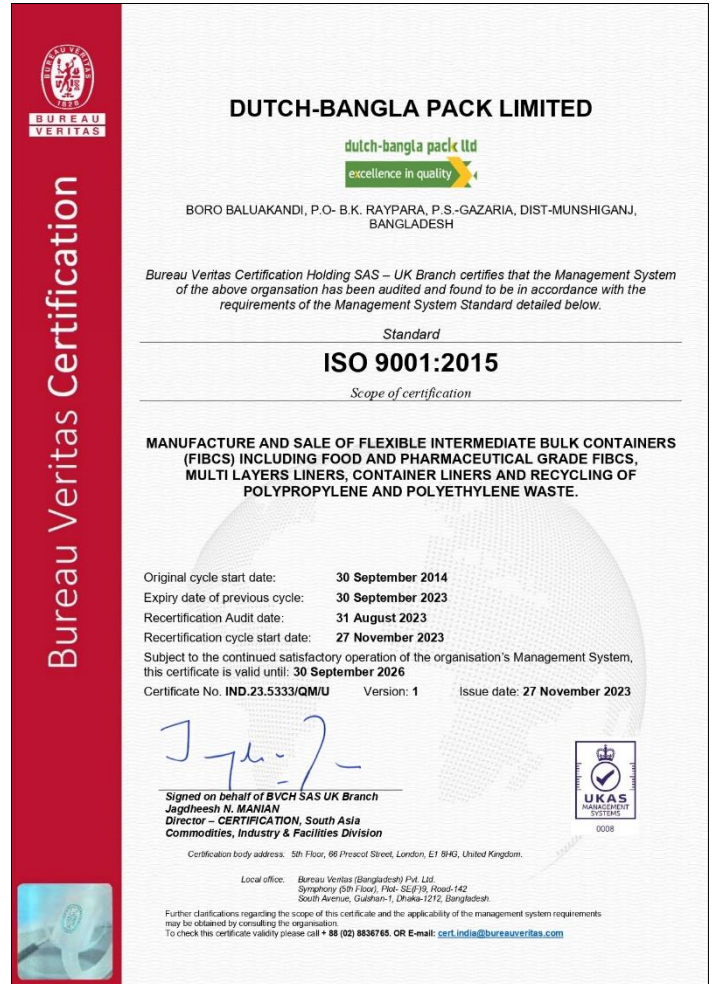 BUREAU VERITAS
1828
BUREAU
VERITAS
Bureau Veritas Certification
DUTCH-BANGLA PACK LIMITED
dutch-bangla pack ltd
excellence in quality
BORO BALUAKANDI, P.O- B.K. RAYPARA, P.S.-GAZARIA, DIST-MUNSHIGANJ,
BANGLADESH
Bureau Veritas Certification Holding SAS – UK Branch certifies that the Management System
of the above organsation has been audited and found to be in accordance with the
requirements of the Management System Standard detailed below.
Standard
ISO 9001:2015
Scope of certification
MANUFACTURE AND SALE OF FLEXIBLE INTERMEDIATE BULK CONTAINERS
(FIBCS) INCLUDING FOOD AND PHARMACEUTICAL GRADE FIBCS,
MULTI LAYERS LINERS, CONTAINER LINERS AND RECYCLING OF
POLYPROPYLENE AND POLYETHYLENE WASTE.
Original cycle start date: 30 September 2014
Expiry date of previous cycle: 30 September 2023
Recertification Audit date: 31 August 2023
Recertification cycle start date: 27 November 2023
Subject to the continued satisfactory operation of the organisation's Management System,
this certificate is valid until: 30 September 2026
Certificate No. IND.23.5333/QM/U Version: 1 Issue date: 27 November 2023
Signed on behalf of BVCH SAS UK Branch
Jagdheesh N. MANIAN
Director – CERTIFICATION, South Asia
Commodities, Industry & Facilities Division
UKAS
MANAGEMENT
SYSTEMS
0008
Certification body address: 5th Floor, 66 Prescot Street, London, E1 8HG, United Kingdom.
Local office: Bureau Veritas (Bangladesh) Pvt. Ltd.
Symphony (5th Floor), Plot- SE(F)9, Road-142
South Avenue, Gulshan-1, Dhaka-1212, Bangladesh.
Further clarifications regarding the scope of this certificate and the applicability of the management system requirements
may be obtained by consulting the organisation.
To check this certificate validity please call + 88 (02) 8836765. OR E-mail: cert.india@bureauveritas.com